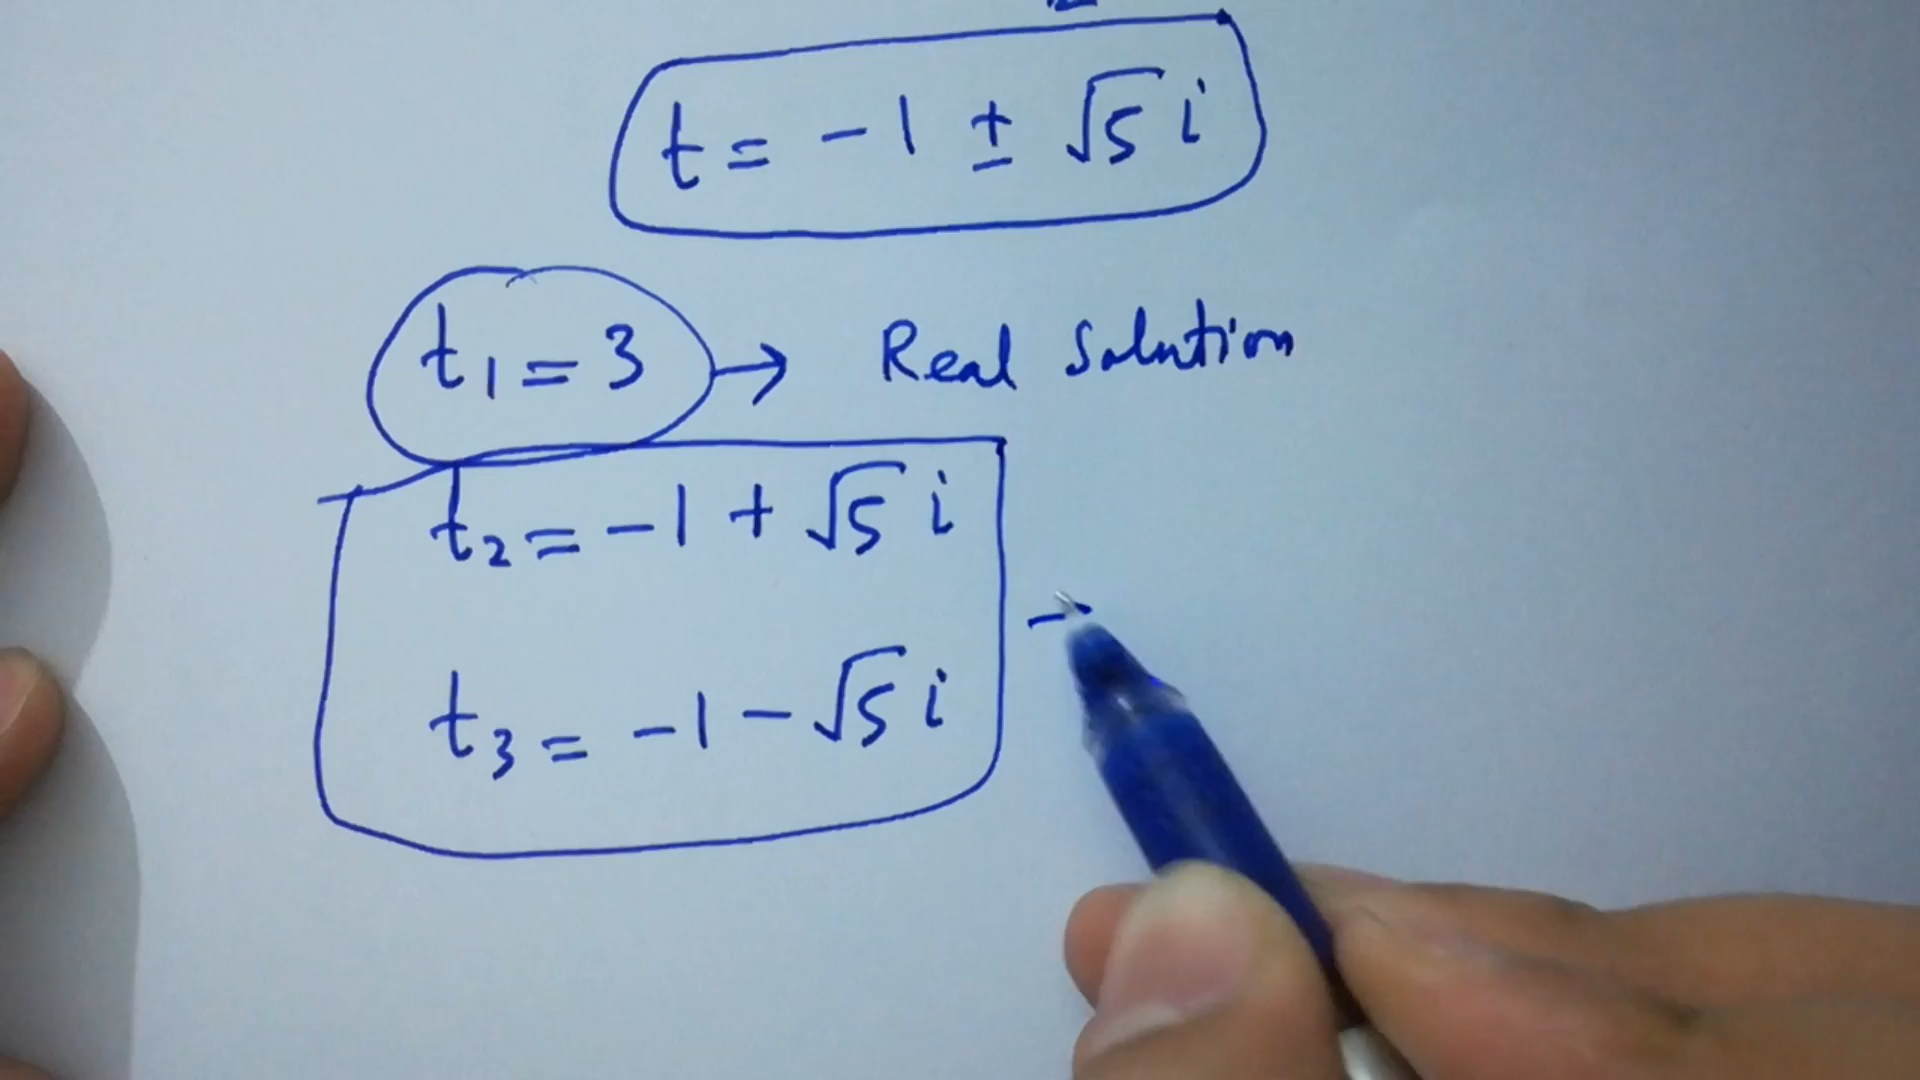 t = -1 ± √5 i
t₁ = 3 → Real Solution
t₂ = -1 + √5 i
t₃ = -1 - √5 i